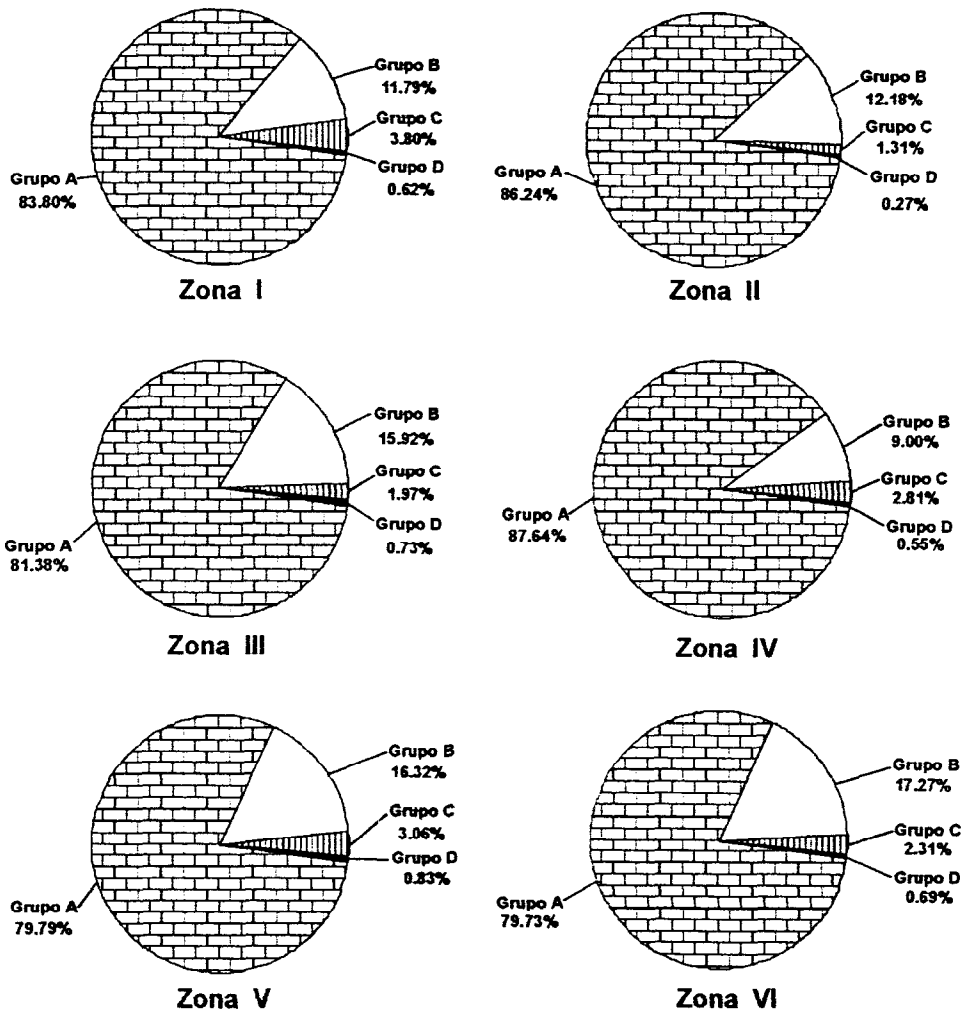 Grupo B
11.79%
Grupo C
3.80%
Grupo D
0.62%
Grupo A
83.80%
Zona I
Grupo B
12.18%
Grupo C
1.31%
Grupo D
0.27%
Grupo A
86.24%
Zona II
Grupo B
15.92%
Grupo C
1.97%
Grupo D
0.73%
Grupo A
81.38%
Zona III
Grupo B
9.00%
Grupo C
2.81%
Grupo D
0.55%
Grupo A
87.64%
Zona IV
Grupo B
16.32%
Grupo C
3.06%
Grupo D
0.83%
Grupo A
79.79%
Zona V
Grupo B
17.27%
Grupo C
2.31%
Grupo D
0.69%
Grupo A
79.73%
Zona VI